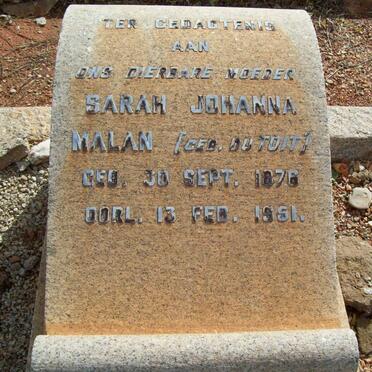 TER GEDAGTENIS
AAN
ONS DIERBARE MOEDER
SARAH JOHANNA
MALAN [GEB. DU TOIT]
GEB. 30 SEPT. 1876
OORL. 13 FEB. 1951.